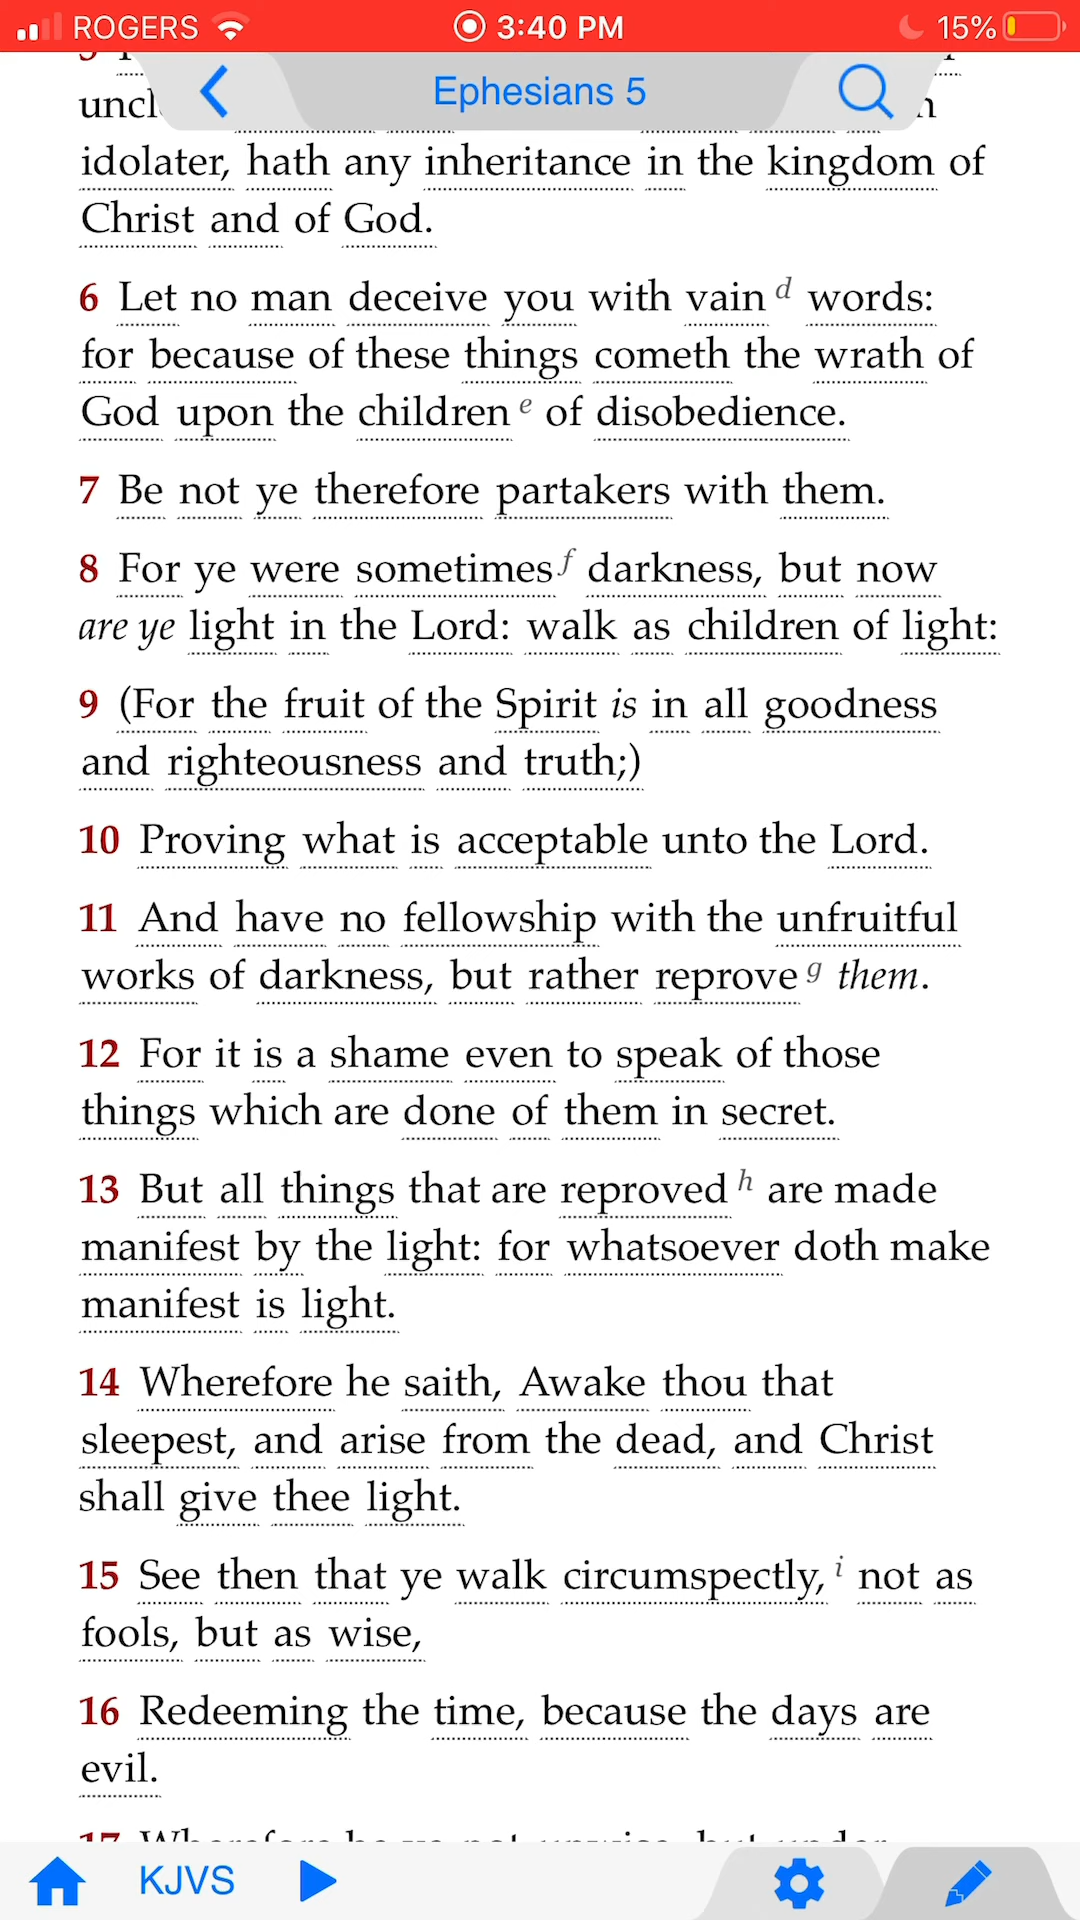 ROGERS 3:40 PM 15%
Ephesians 5
idolater, hath any inheritance in the kingdom of
Christ and of God.
6 Let no man deceive you with vain d words:
for because of these things cometh the wrath of
God upon the children e of disobedience.
7 Be not ye therefore partakers with them.
8 For ye were sometimes f darkness, but now
are ye light in the Lord: walk as children of light:
9 (For the fruit of the Spirit is in all goodness
and righteousness and truth;)
10 Proving what is acceptable unto the Lord.
11 And have no fellowship with the unfruitful
works of darkness, but rather reprove g them.
12 For it is a shame even to speak of those
things which are done of them in secret.
13 But all things that are reproved h are made
manifest by the light: for whatsoever doth make
manifest is light.
14 Wherefore he saith, Awake thou that
sleepest, and arise from the dead, and Christ
shall give thee light.
15 See then that ye walk circumspectly, i not as
fools, but as wise,
16 Redeeming the time, because the days are
evil.
KJVS